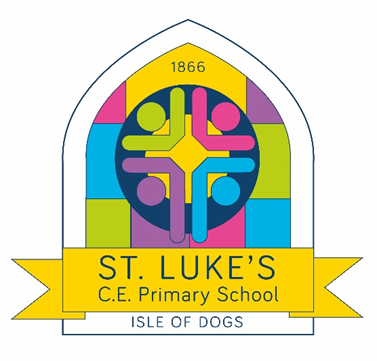 1866
ST. LUKE'S
C.E. Primary School
ISLE OF DOGS